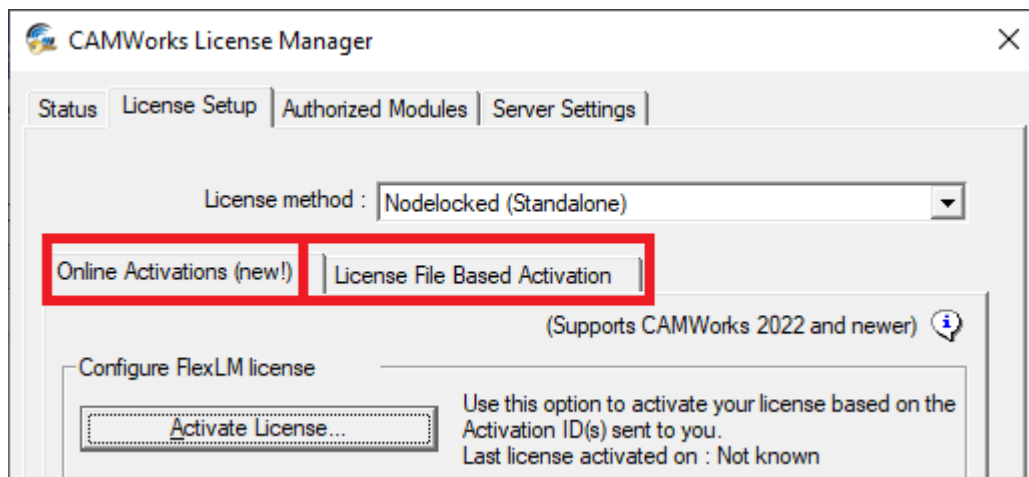 CAMWorks License Manager
Status License Setup Authorized Modules Server Settings
License method : Nodelocked (Standalone)
Online Activations (new!) License File Based Activation
(Supports CAMWorks 2022 and newer)
Configure FlexLM license
Activate License...
Use this option to activate your license based on the
Activation ID(s) sent to you.
Last license activated on : Not known